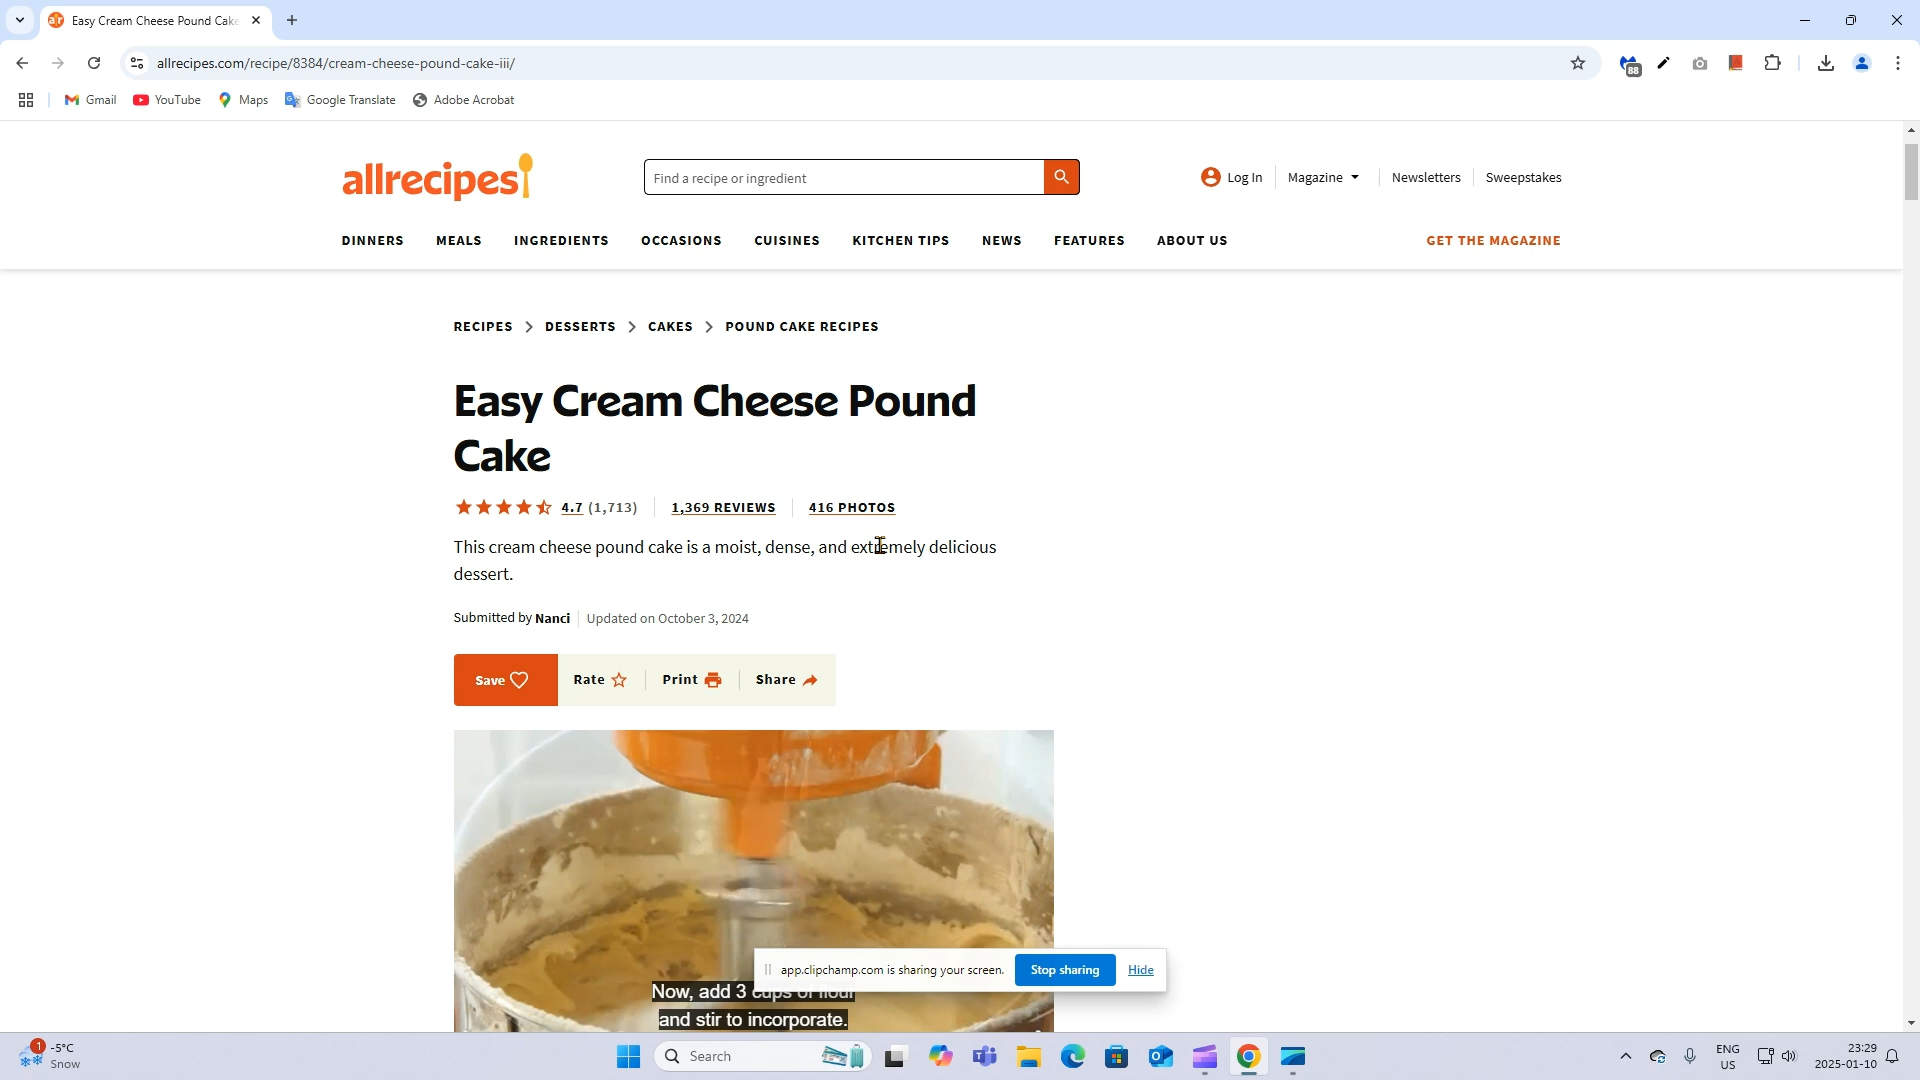 Easy Cream Cheese Pound Cake
allrecipes.com/recipe/8384/cream-cheese-pound-cake-iii/
88
Gmail
YouTube
Maps
Google Translate
Adobe Acrobat
allrecipes
Find a recipe or ingredient
Log In
Magazine
Newsletters
Sweepstakes
DINNERS
MEALS
INGREDIENTS
OCCASIONS
CUISINES
KITCHEN TIPS
NEWS
FEATURES
ABOUT US
GET THE MAGAZINE
RECIPES > DESSERTS > CAKES > POUND CAKE RECIPES
Easy Cream Cheese Pound
Cake
4.7 (1,713)
1,369 REVIEWS
416 PHOTOS
This cream cheese pound cake is a moist, dense, and extremely delicious
dessert.
Submitted by Nanci
Updated on October 3, 2024
Save
Rate
Print
Share
app.clipchamp.com is sharing your screen.
Stop sharing
Hide
Now, add 3 cups of flour
and stir to incorporate.
1
-5°C
Snow
Search
ENG
US
23:29
2025-01-10